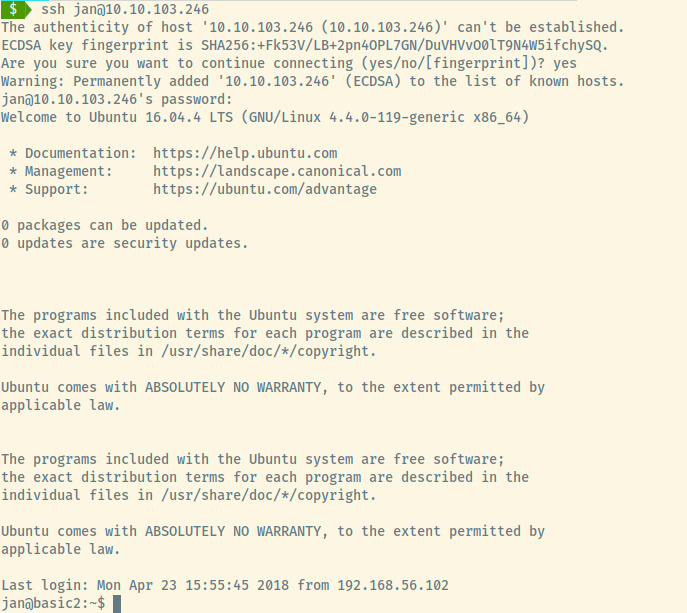 $ ssh jan@10.10.103.246
The authenticity of host '10.10.103.246 (10.10.103.246)' can't be established.
ECDSA key fingerprint is SHA256:+Fk53V/LB+2pn4OPL7GN/DuVHVvO0lT9N4W5ifchySQ.
Are you sure you want to continue connecting (yes/no/[fingerprint])? yes
Warning: Permanently added '10.10.103.246' (ECDSA) to the list of known hosts.
jan@10.10.103.246's password:
Welcome to Ubuntu 16.04.4 LTS (GNU/Linux 4.4.0-119-generic x86_64)
* Documentation:  https://help.ubuntu.com
* Management:     https://landscape.canonical.com
* Support:        https://ubuntu.com/advantage
0 packages can be updated.
0 updates are security updates.
The programs included with the Ubuntu system are free software;
the exact distribution terms for each program are described in the
individual files in /usr/share/doc/*/copyright.
Ubuntu comes with ABSOLUTELY NO WARRANTY, to the extent permitted by
applicable law.
The programs included with the Ubuntu system are free software;
the exact distribution terms for each program are described in the
individual files in /usr/share/doc/*/copyright.
Ubuntu comes with ABSOLUTELY NO WARRANTY, to the extent permitted by
applicable law.
Last login: Mon Apr 23 15:55:45 2018 from 192.168.56.102
jan@basic2:~$